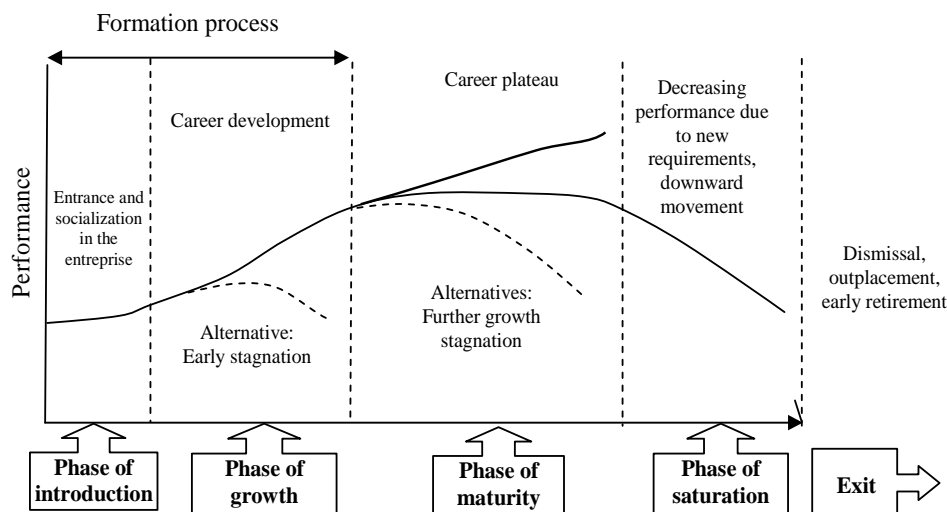 Formation process
Career plateau
Decreasing
performance due
to new
requirements,
downward
movement
Career development
Performance
Entrance and
socialization
in the
entreprise
Dismissal,
outplacement,
early retirement
Alternatives:
Further growth
stagnation
Alternative:
Early stagnation
Phase of
introduction
Phase of
growth
Phase of
maturity
Phase of
saturation
Exit